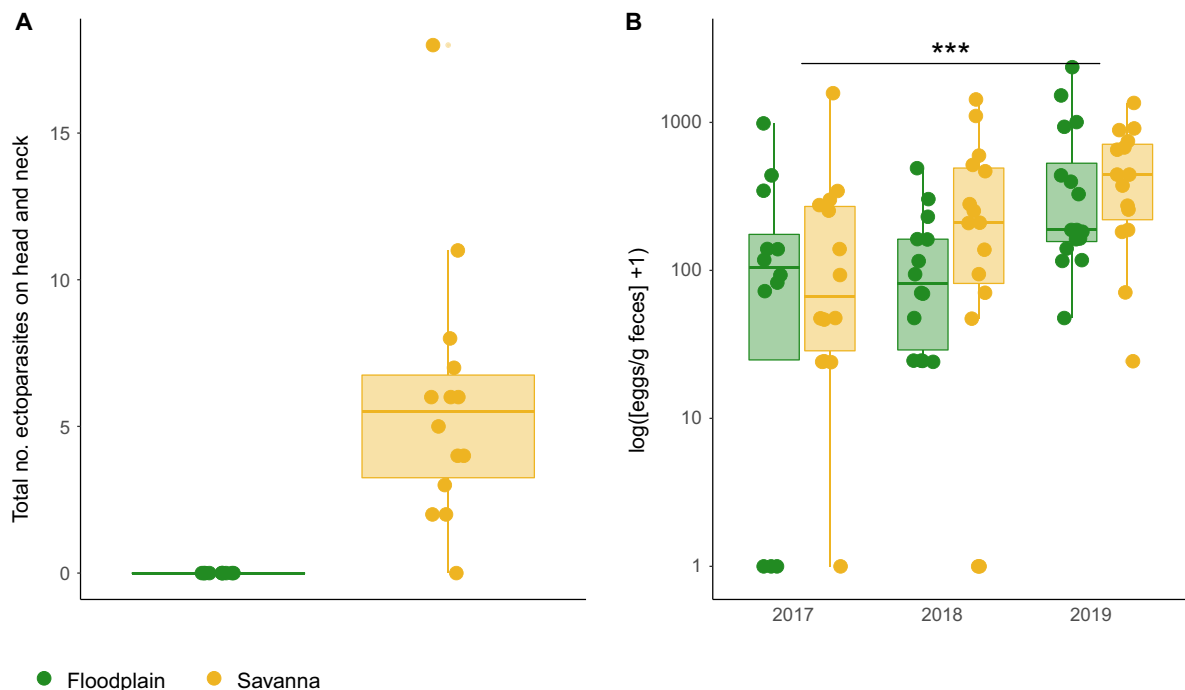 A
Total no. ectoparasites on head and neck
15
10
5
0
B
***
log([eggs/g feces] +1)
1000
100
10
1
2017 2018 2019
Floodplain Savanna